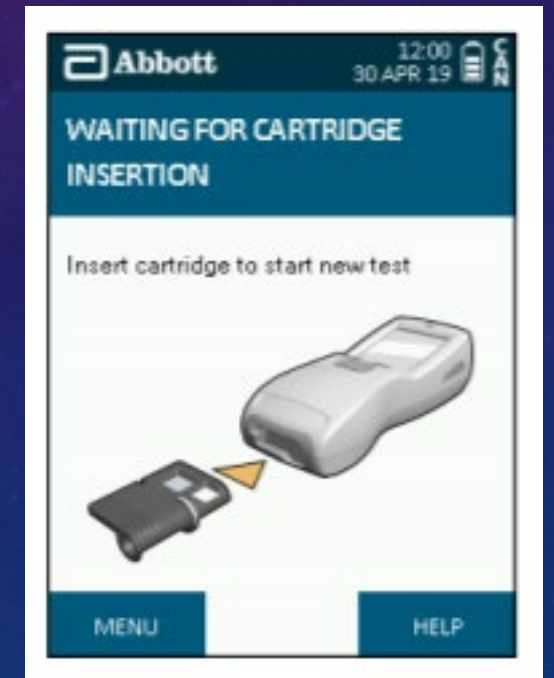 Abbott
12:00
30 APR 19
CAN
WAITING FOR CARTRIDGE
INSERTION
Insert cartridge to start new test
MENU
HELP